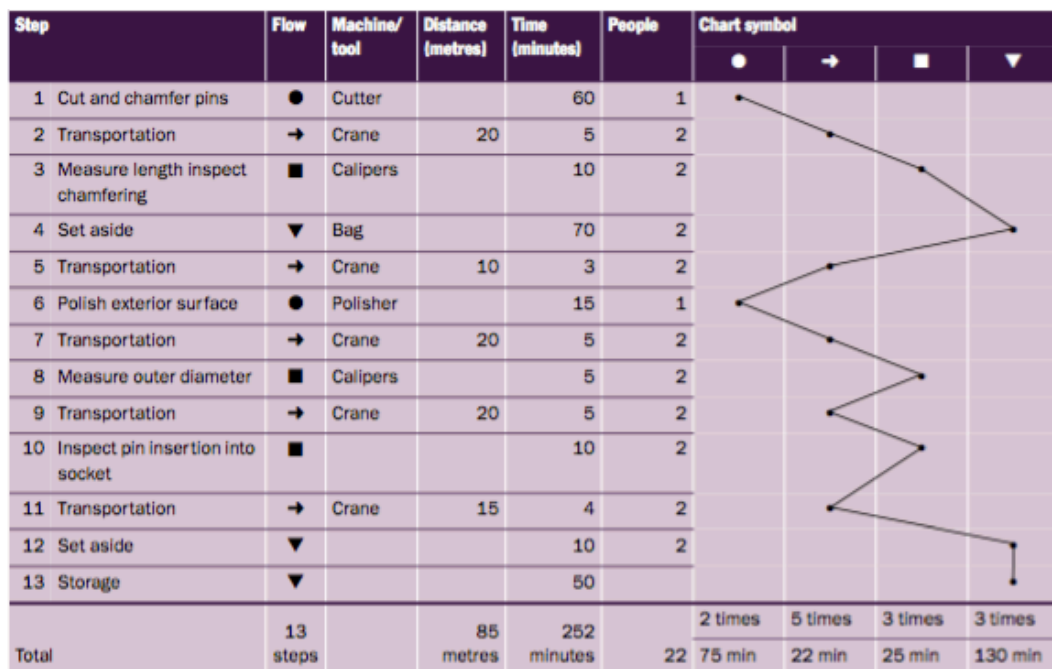 Step Flow Machine/ Distance Time People Chart symbol
tool (metres) (minutes)
● ➔ ■ ▼
1 Cut and chamfer pins ● Cutter 60 1
2 Transportation ➔ Crane 20 5 2
3 Measure length inspect ■ Calipers 10 2
chamfering
4 Set aside ▼ Bag 70 2
5 Transportation ➔ Crane 10 3 2
6 Polish exterior surface ● Polisher 15 1
7 Transportation ➔ Crane 20 5 2
8 Measure outer diameter ■ Calipers 5 2
9 Transportation ➔ Crane 20 5 2
10 Inspect pin insertion into ■ 10 2
socket
11 Transportation ➔ Crane 15 4 2
12 Set aside ▼ 10 2
13 Storage ▼ 50
2 times 5 times 3 times 3 times
13 85 252
Total steps metres minutes 22 75 min 22 min 25 min 130 min